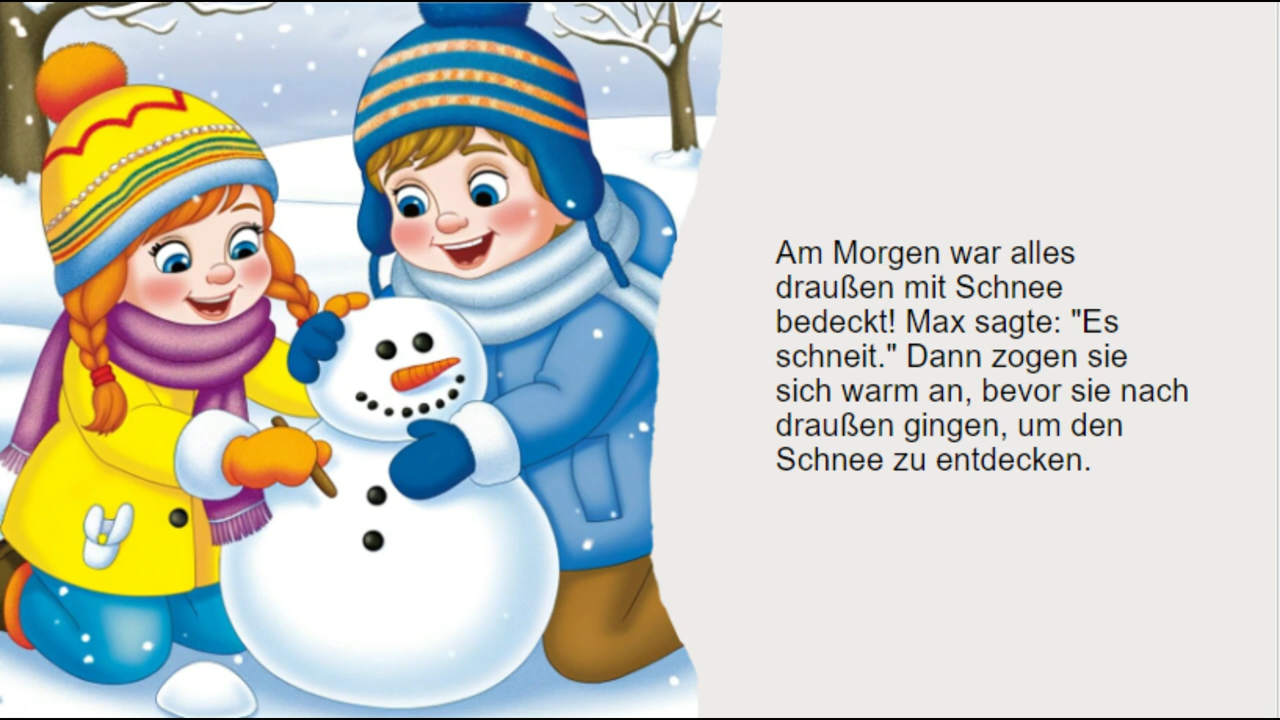 Am Morgen war alles
draußen mit Schnee
bedeckt! Max sagte: "Es
schneit." Dann zogen sie
sich warm an, bevor sie nach
draußen gingen, um den
Schnee zu entdecken.